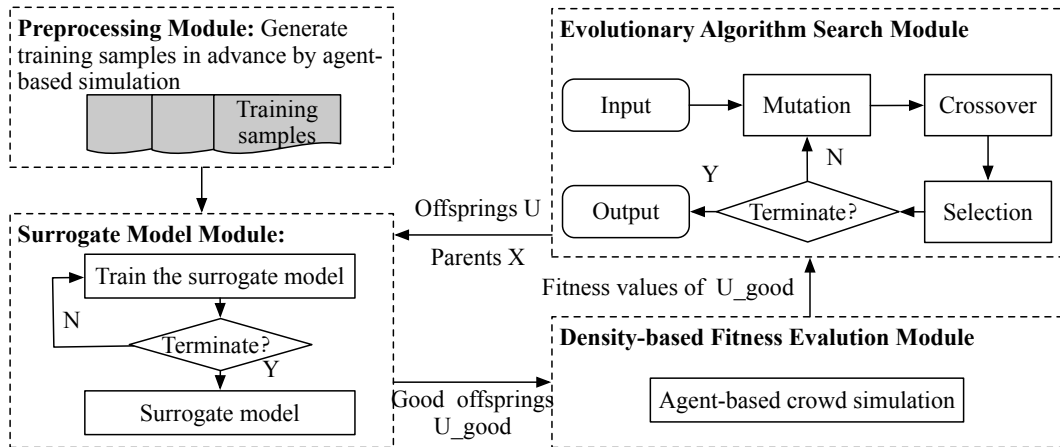 Preprocessing Module: Generate
training samples in advance by agent-
based simulation
Training
samples
Evolutionary Algorithm Search Module
Input
Mutation
Crossover
N
Y
Output
Terminate?
Selection
Offsprings U
Parents X
Surrogate Model Module:
Train the surrogate model
N
Terminate?
Y
Surrogate model
Fitness values of U_good
Good offsprings
U_good
Density-based Fitness Evalution Module
Agent-based crowd simulation